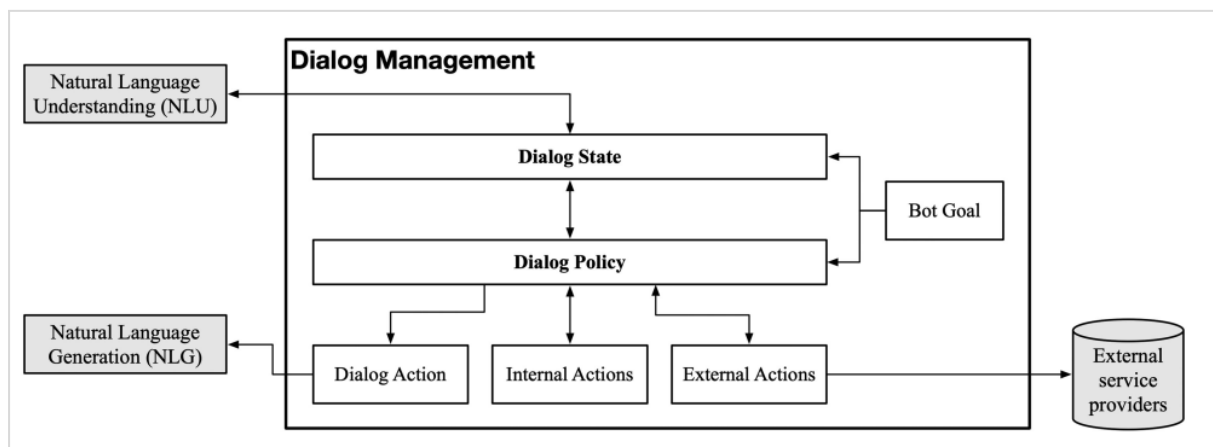 Dialog Management
Natural Language
Understanding (NLU)
Dialog State
Bot Goal
Dialog Policy
Natural Language
Generation (NLG)
Dialog Action
Internal Actions
External Actions
External
service
providers